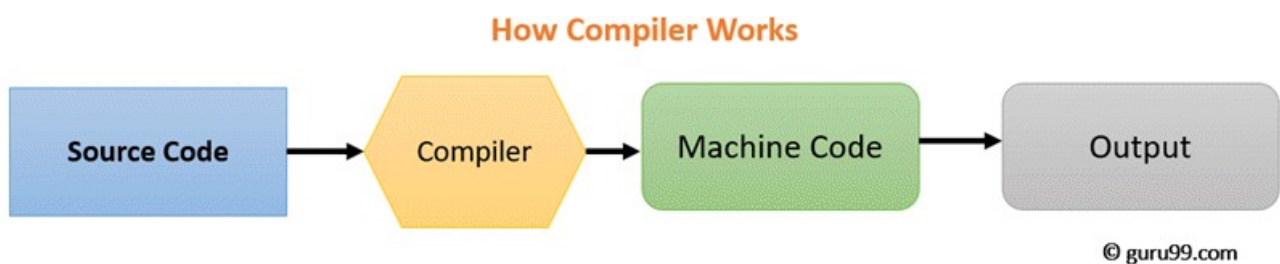 How Compiler Works
Source Code
Compiler
Machine Code
Output
© guru99.com